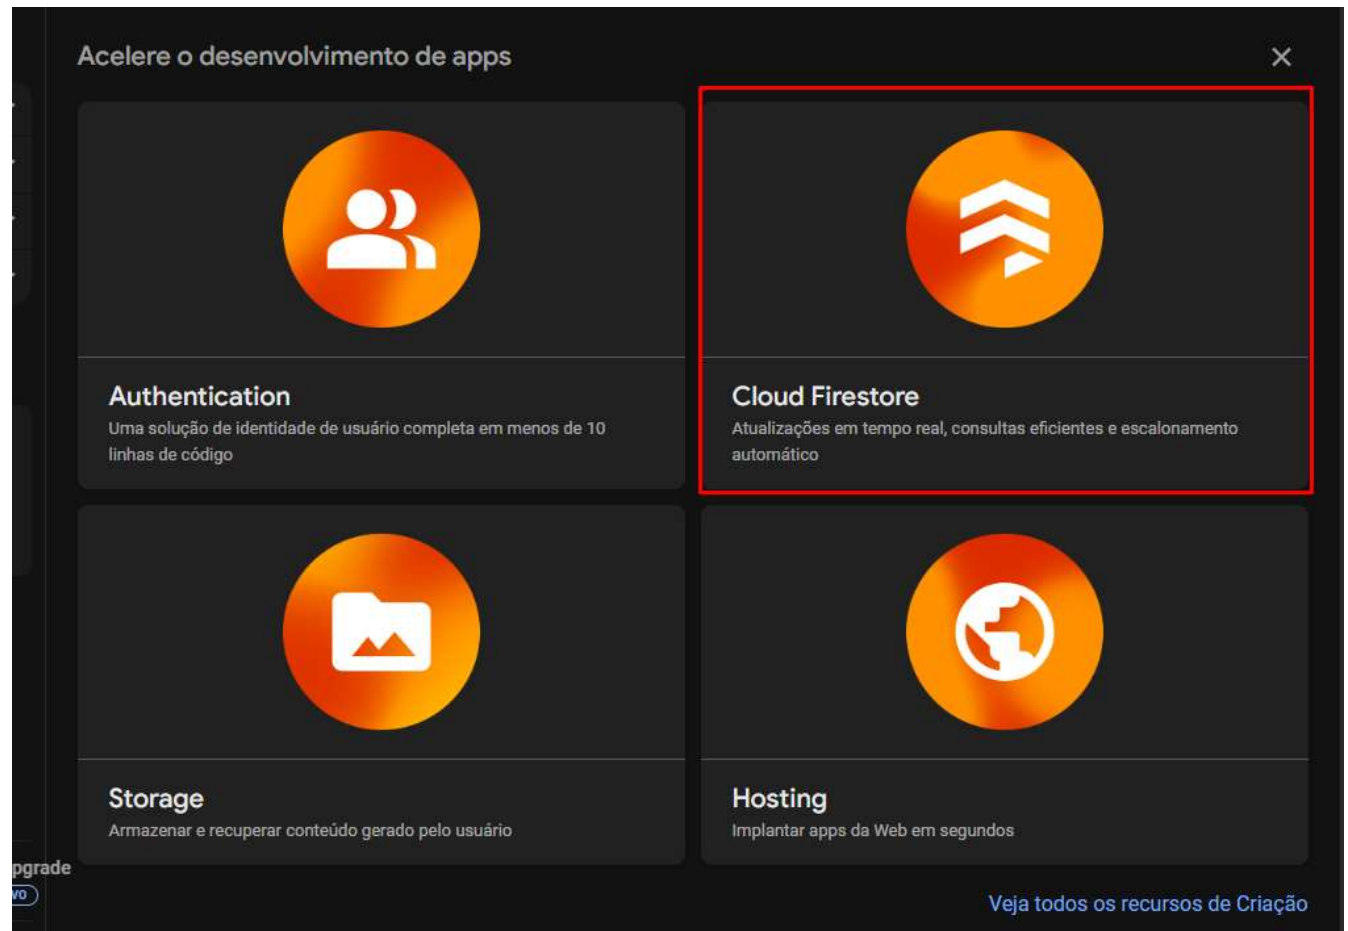 Acelere o desenvolvimento de apps
Authentication
Uma solução de identidade de usuário completa em menos de 10
linhas de código
Cloud Firestore
Atualizações em tempo real, consultas eficientes e escalonamento
automático
Storage
Armazenar e recuperar conteúdo gerado pelo usuário
Hosting
Implantar apps da Web em segundos
pgrade
vo
Veja todos os recursos de Criação